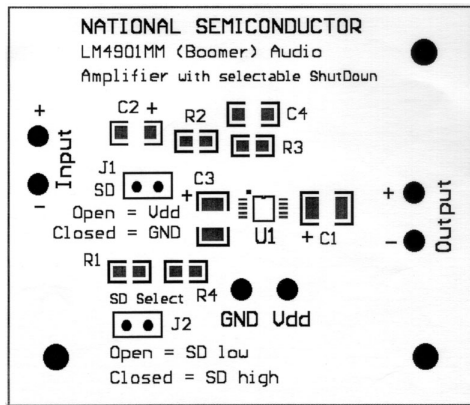 NATIONAL SEMICONDUCTOR
LM4901MM (Boomer) Audio
Amplifier with selectable ShutDown
C2 +
C4
R2
R3
+
Input
-
J1
SD
Open = Vdd
Closed = GND
C3
+
U1
+ C1
+
Output
-
R1
R4
SD Select
J2
GND Vdd
Open = SD low
Closed = SD high